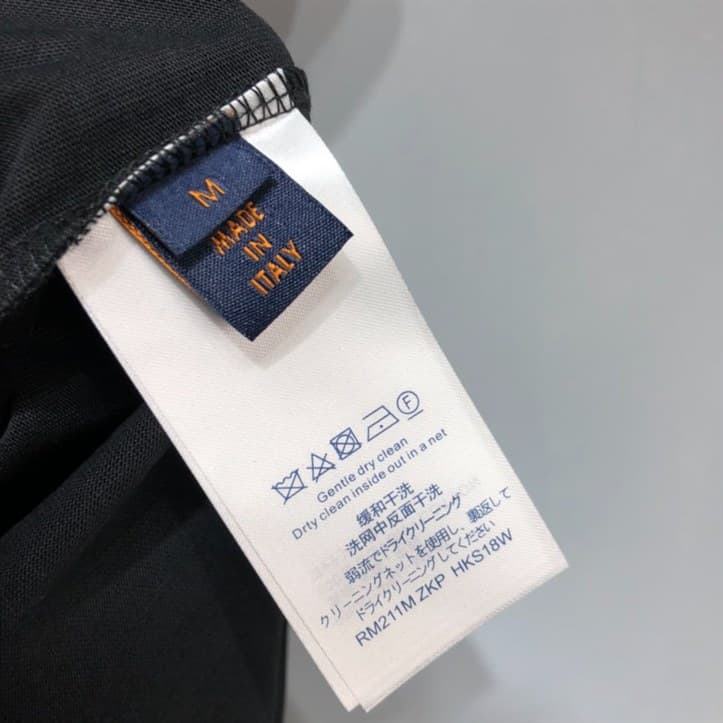 M
MADE
IN
ITALY
F
Gentle dry clean
Drty clean inside out in a net
缓和干洗
洗网中反面干洗
弱流でドライクリーニング
クリーニングネットを使用し、裏返して
ドライクリーニングしてください
RM211M ZKP HKS18W